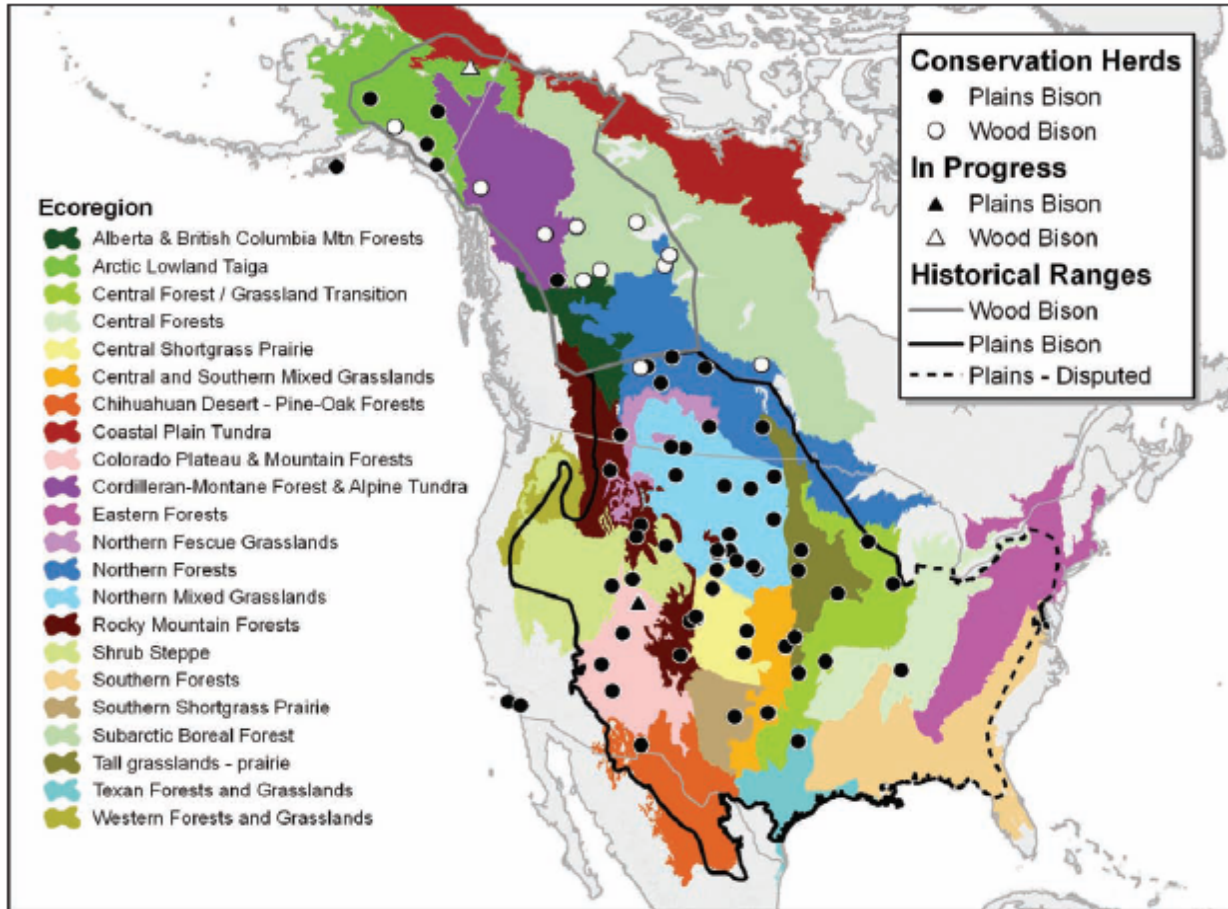 Conservation Herds
Plains Bison
Wood Bison
In Progress
Plains Bison
Wood Bison
Historical Ranges
Wood Bison
Plains Bison
Plains - Disputed
Ecoregion
Alberta & British Columbia Mtn Forests
Arctic Lowland Taiga
Central Forest / Grassland Transition
Central Forests
Central Shortgrass Prairie
Central and Southern Mixed Grasslands
Chihuahuan Desert - Pine-Oak Forests
Coastal Plain Tundra
Colorado Plateau & Mountain Forests
Cordilleran-Montane Forest & Alpine Tundra
Eastern Forests
Northern Fescue Grasslands
Northern Forests
Northern Mixed Grasslands
Rocky Mountain Forests
Shrub Steppe
Southern Forests
Southern Shortgrass Prairie
Subarctic Boreal Forest
Tall grasslands - prairie
Texan Forests and Grasslands
Western Forests and Grasslands